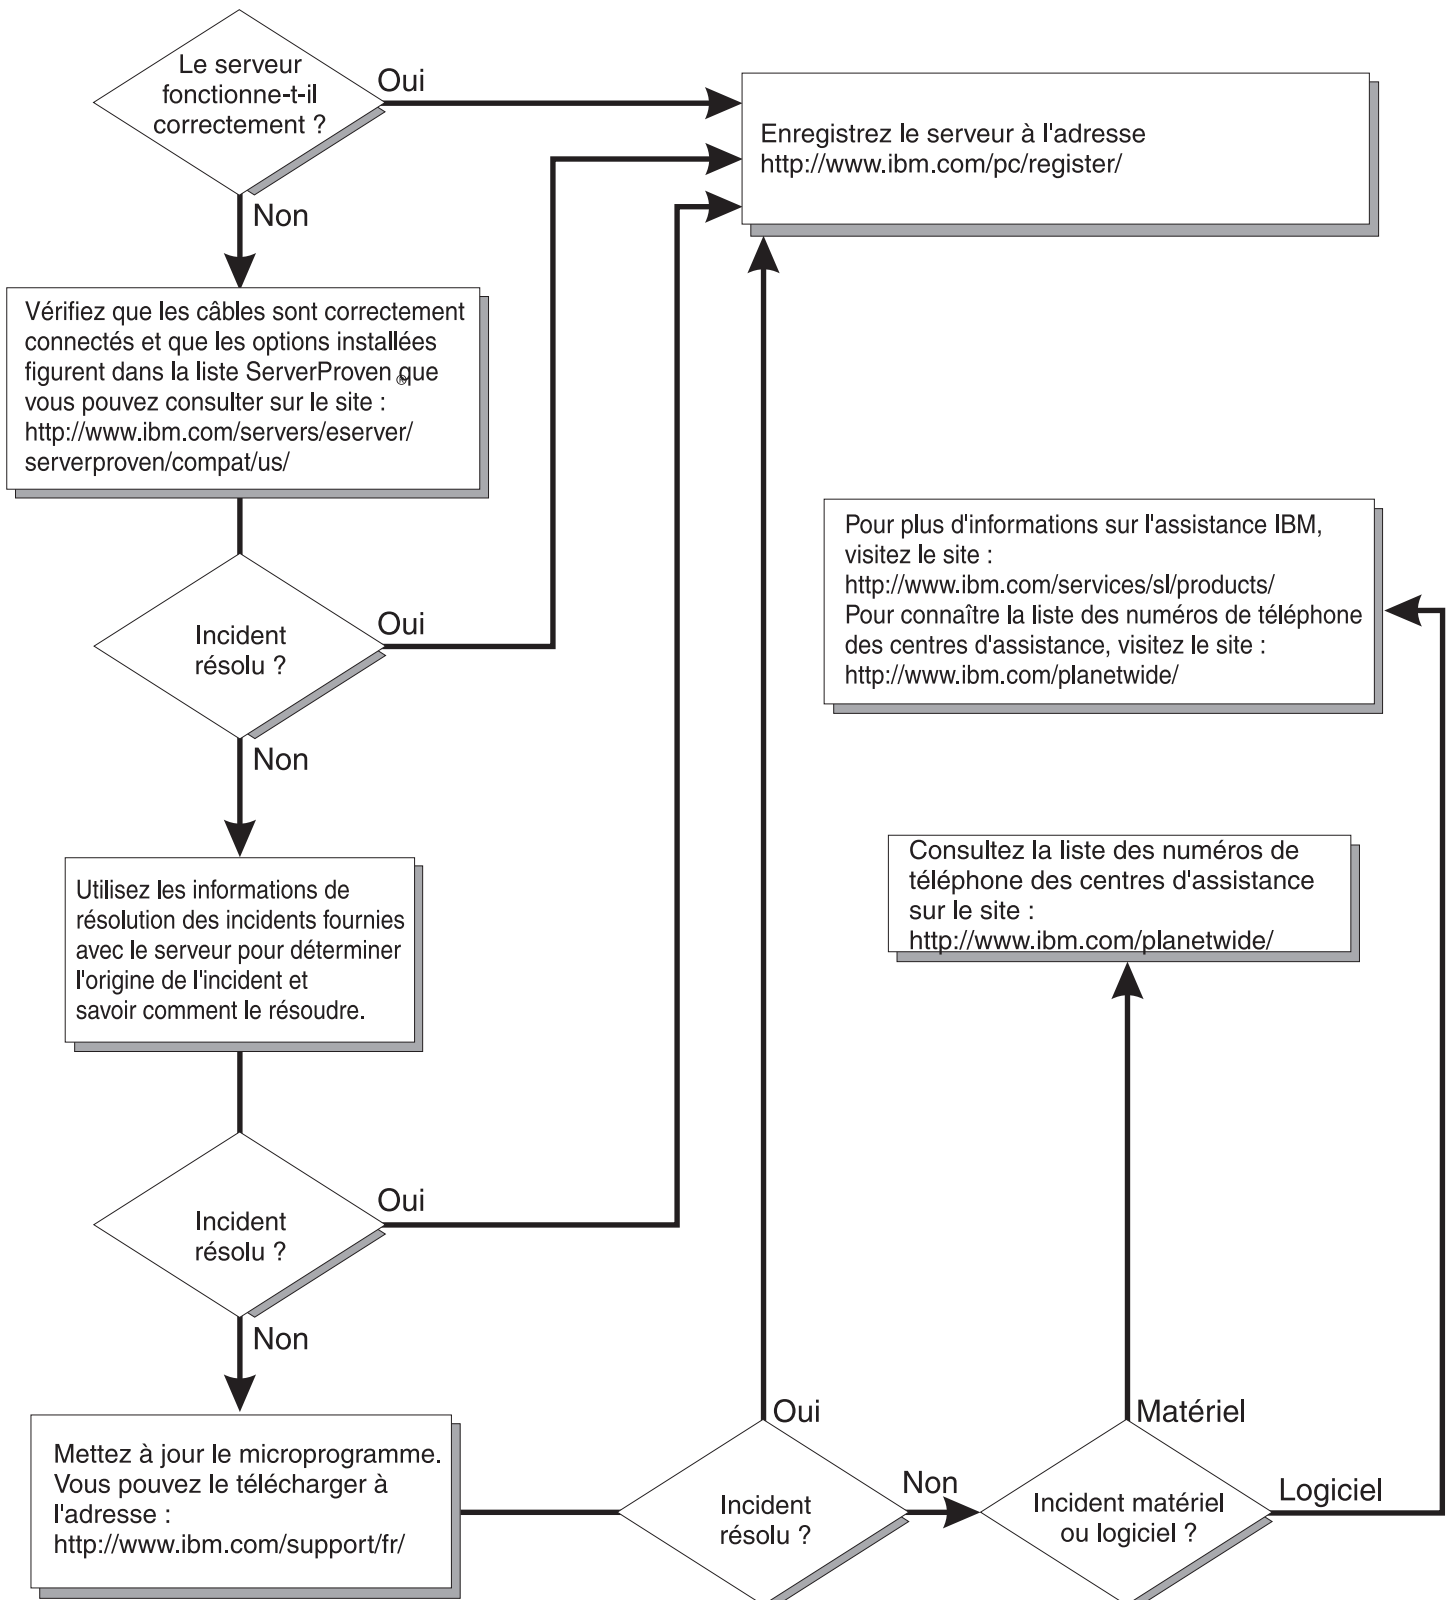 Le serveur
fonctionne-t-il
correctement ?
Oui
Non
Enregistrez le serveur à l'adresse
http://www.ibm.com/pc/register/
Vérifiez que les câbles sont correctement
connectés et que les options installées
figurent dans la liste ServerProven ® que
vous pouvez consulter sur le site :
http://www.ibm.com/servers/eserver/
serverproven/compat/us/
Incident
résolu ?
Oui
Non
Pour plus d'informations sur l'assistance IBM,
visitez le site :
http://www.ibm.com/services/sl/products/
Pour connaître la liste des numéros de téléphone
des centres d'assistance, visitez le site :
http://www.ibm.com/planetwide/
Utilisez les informations de
résolution des incidents fournies
avec le serveur pour déterminer
l'origine de l'incident et
savoir comment le résoudre.
Consultez la liste des numéros de
téléphone des centres d'assistance
sur le site :
http://www.ibm.com/planetwide/
Incident
résolu ?
Oui
Non
Mettez à jour le microprogramme.
Vous pouvez le télécharger à
l'adresse :
http://www.ibm.com/support/fr/
Incident
résolu ?
Oui
Non
Incident matériel
ou logiciel ?
Matériel
Logiciel